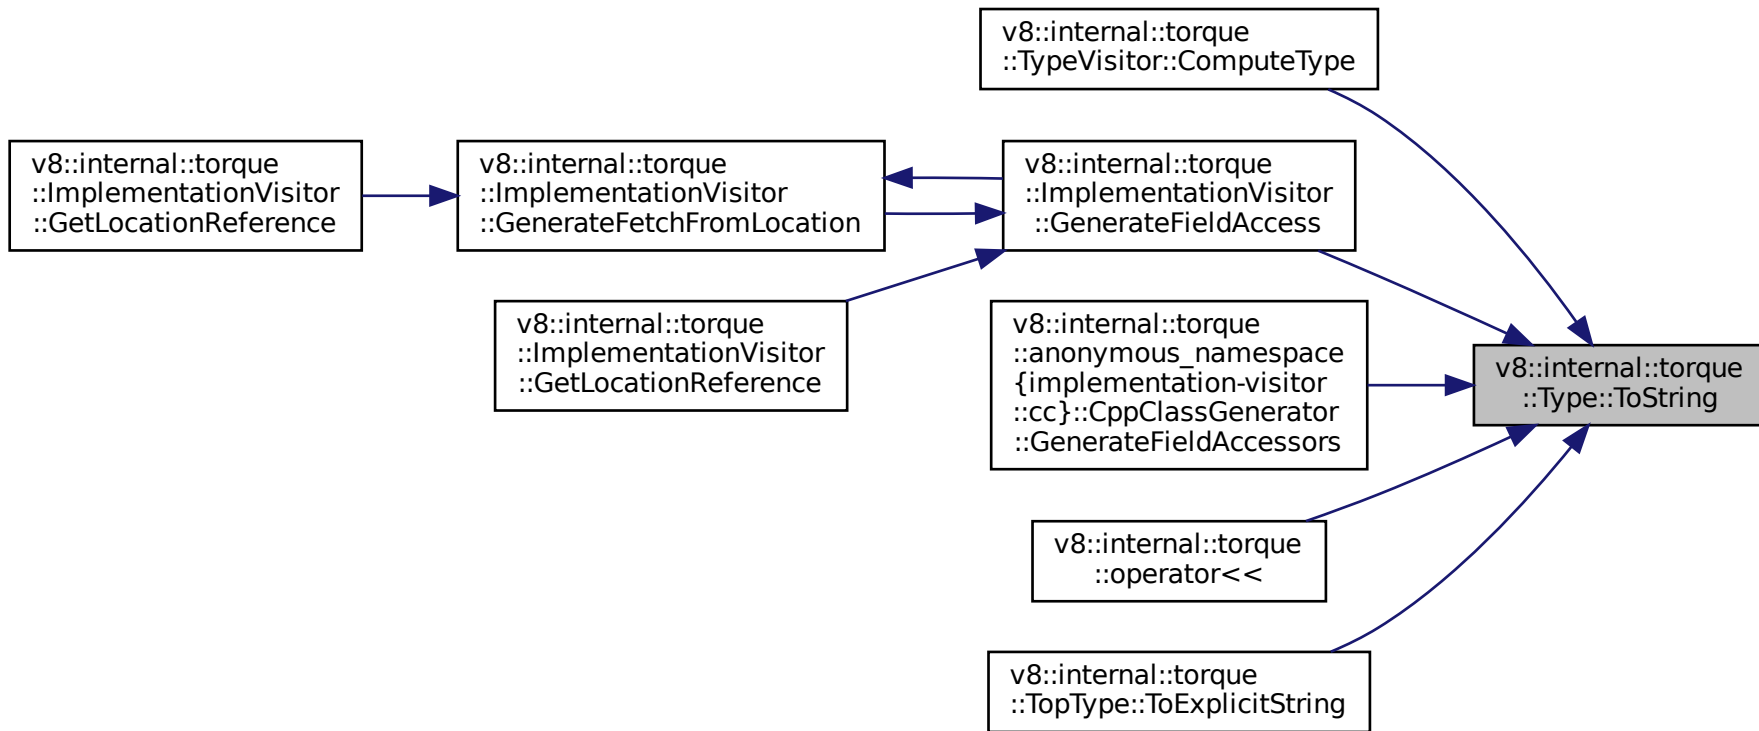 v8::internal::torque
::TypeVisitor::ComputeType
v8::internal::torque
::ImplementationVisitor
::GetLocationReference
v8::internal::torque
::ImplementationVisitor
::GenerateFetchFromLocation
v8::internal::torque
::ImplementationVisitor
::GenerateFieldAccess
v8::internal::torque
::ImplementationVisitor
::GetLocationReference
v8::internal::torque
::anonymous_namespace
{implementation-visitor
::cc}::CppClassGenerator
::GenerateFieldAccessors
v8::internal::torque
::Type::ToString
v8::internal::torque
::operator<<
v8::internal::torque
::TopType::ToExplicitString